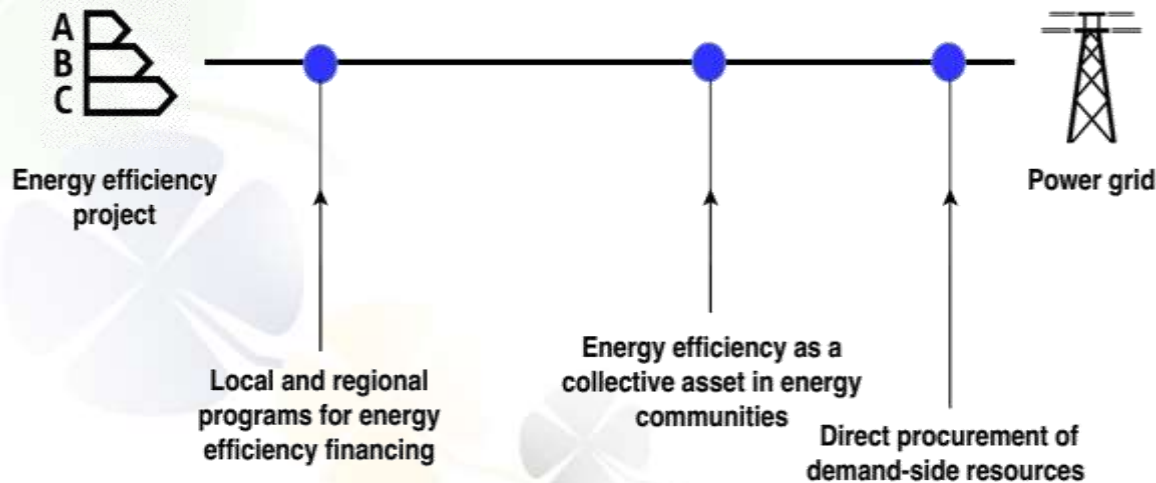 A
B
C
Energy efficiency
project
Power grid
Local and regional
programs for energy
efficiency financing
Energy efficiency as a
collective asset in energy
communities
Direct procurement of
demand-side resources